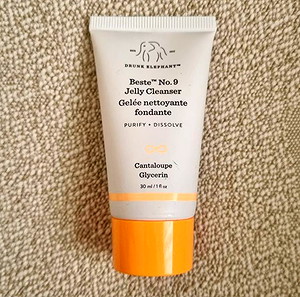 DRUNK ELEPHANT™
Beste™ No. 9
Jelly Cleanser
Gelée nettoyante
fondante
PURIFY + DISSOLVE
Cantaloupe
Glycerin
30 ml / 1 fl oz